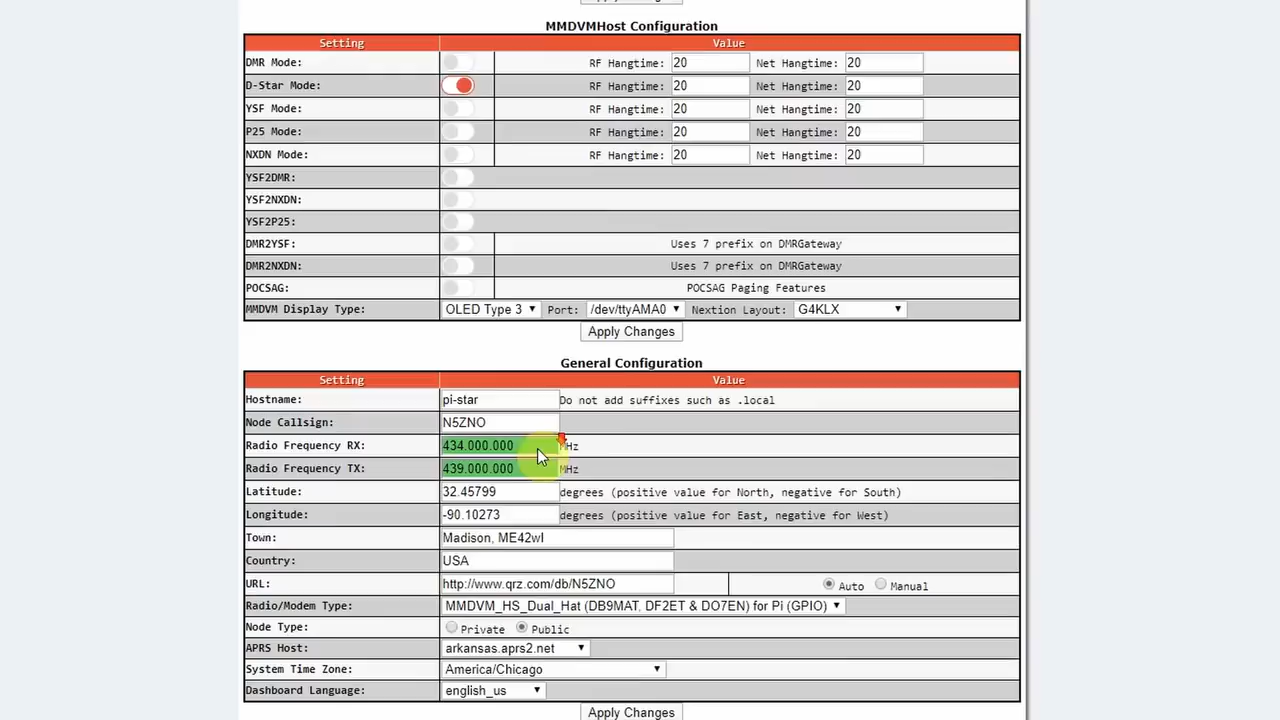 Apply Changes
MMDVMHost Configuration
Setting Value
DMR Mode: RF Hangtime: 20 Net Hangtime: 20
D-Star Mode: RF Hangtime: 20 Net Hangtime: 20
YSF Mode: RF Hangtime: 20 Net Hangtime: 20
P25 Mode: RF Hangtime: 20 Net Hangtime: 20
NXDN Mode: RF Hangtime: 20 Net Hangtime: 20
YSF2DMR:
YSF2NXDN:
YSF2P25:
DMR2YSF: Uses 7 prefix on DMRGateway
DMR2NXDN: Uses 7 prefix on DMRGateway
POCSAG: POCSAG Paging Features
MMDVM Display Type: OLED Type 3 Port: /dev/ttyAMA0 Nextion Layout: G4KLX
Apply Changes
General Configuration
Setting Value
Hostname: pi-star Do not add suffixes such as .local
Node Callsign: N5ZNO
Radio Frequency RX: 434.000.000 MHz
Radio Frequency TX: 439.000.000 MHz
Latitude: 32.45799 degrees (positive value for North, negative for South)
Longitude: -90.10273 degrees (positive value for East, negative for West)
Town: Madison, ME42wl
Country: USA
URL: http://www.qrz.com/db/N5ZNO Auto Manual
Radio/Modem Type: MMDVM_HS_Dual_Hat (DB9MAT, DF2ET & DO7EN) for Pi (GPIO)
Node Type: Private Public
APRS Host: arkansas.aprs2.net
System Time Zone: America/Chicago
Dashboard Language: english_us
Apply Changes